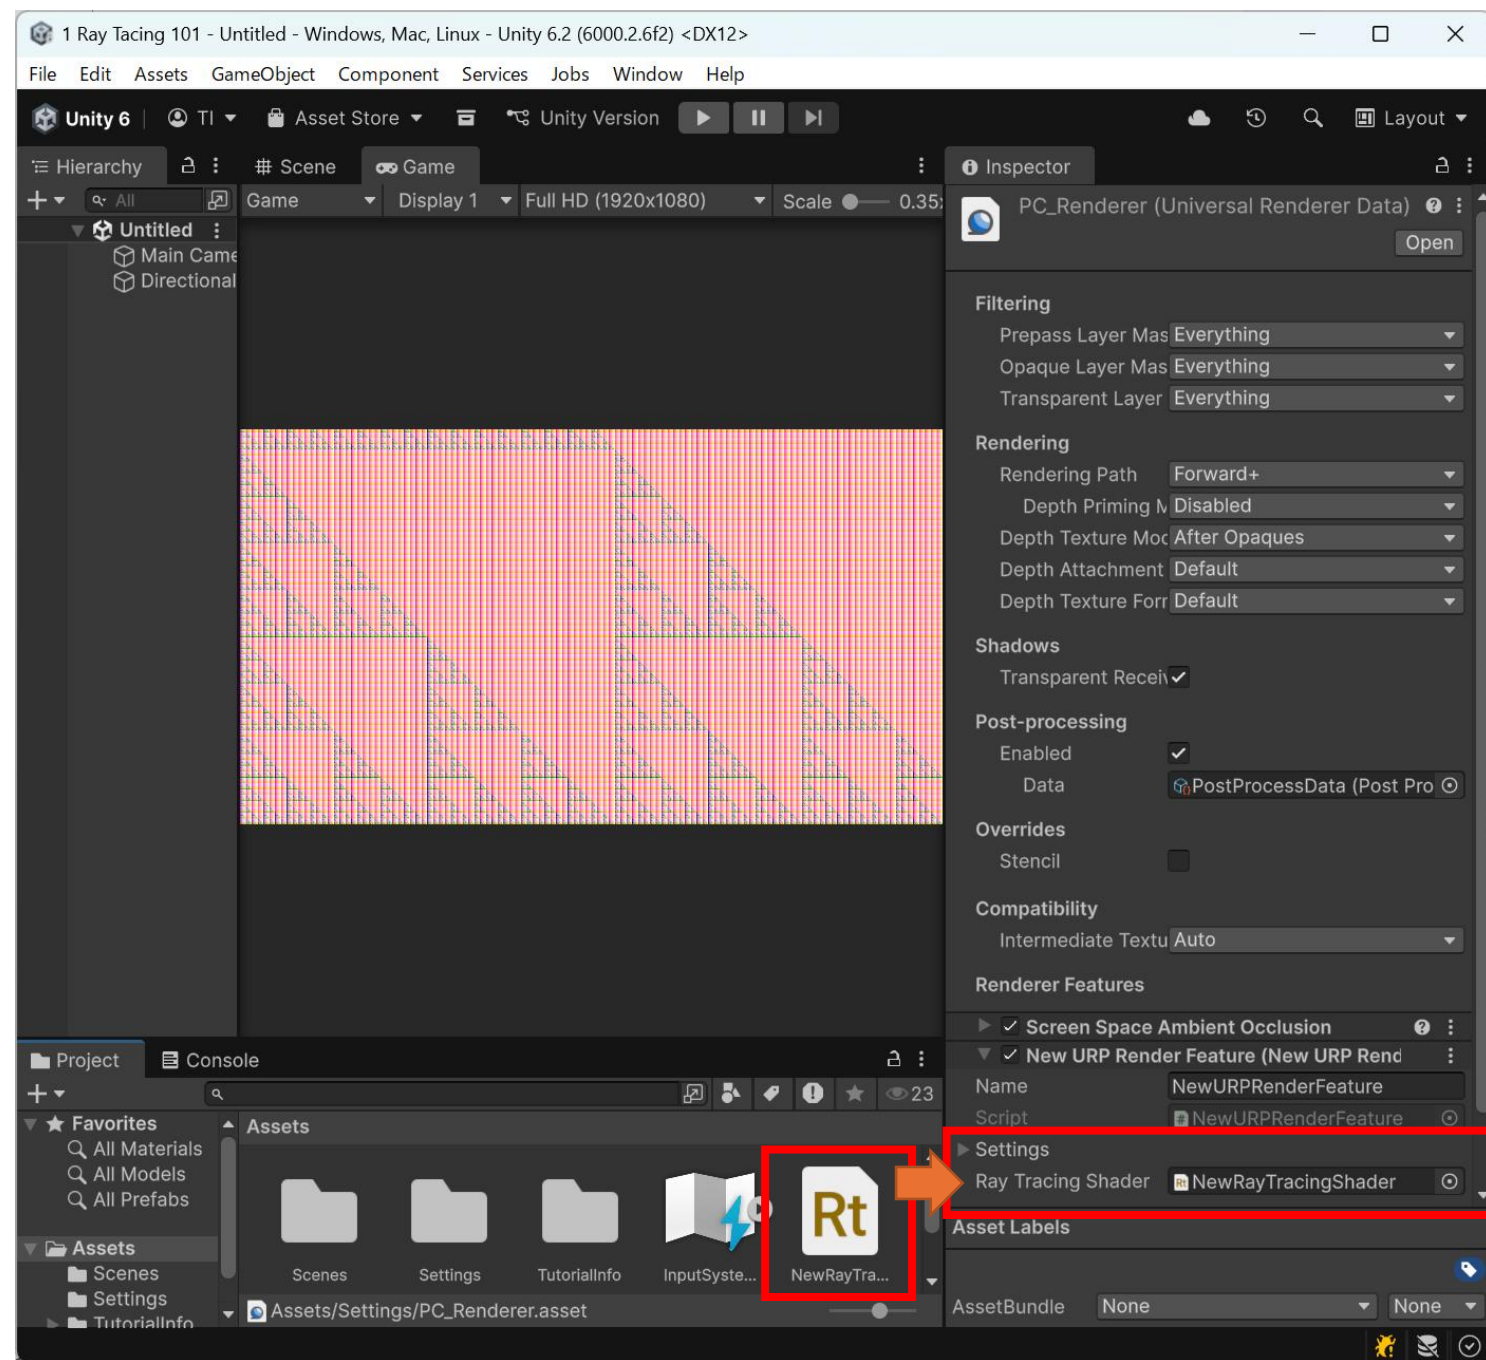 1 Ray Tacing 101 - Untitled - Windows, Mac, Linux - Unity 6.2 (6000.2.6f2) <DX12>
File Edit Assets GameObject Component Services Jobs Window Help
Unity 6 TI Asset Store Unity Version Layout
Hierarchy
All
Untitled
Main Came
Directional
Scene Game
Game Display 1 Full HD (1920x1080) Scale 0.35
Inspector
PC_Renderer (Universal Renderer Data)
Open
Filtering
Prepass Layer Mas Everything
Opaque Layer Mas Everything
Transparent Layer Everything
Rendering
Rendering Path Forward+
Depth Priming M Disabled
Depth Texture Mod After Opaques
Depth Attachment Default
Depth Texture Forr Default
Shadows
Transparent Receiv
Post-processing
Enabled
Data PostProcessData (Post Pro
Overrides
Stencil
Compatibility
Intermediate Textu Auto
Renderer Features
Screen Space Ambient Occlusion
New URP Render Feature (New URP Rend
Name NewURPRenderFeature
Script NewURPRenderFeature
Settings
Ray Tracing Shader Rt NewRayTracingShader
Asset Labels
AssetBundle None None
Project Console
23
Favorites
All Materials
All Models
All Prefabs
Assets
Scenes
Settings
TutorialInfo
Assets
Rt
Scenes Settings TutorialInfo InputSyste... NewRayTra...
Assets/Settings/PC_Renderer.asset